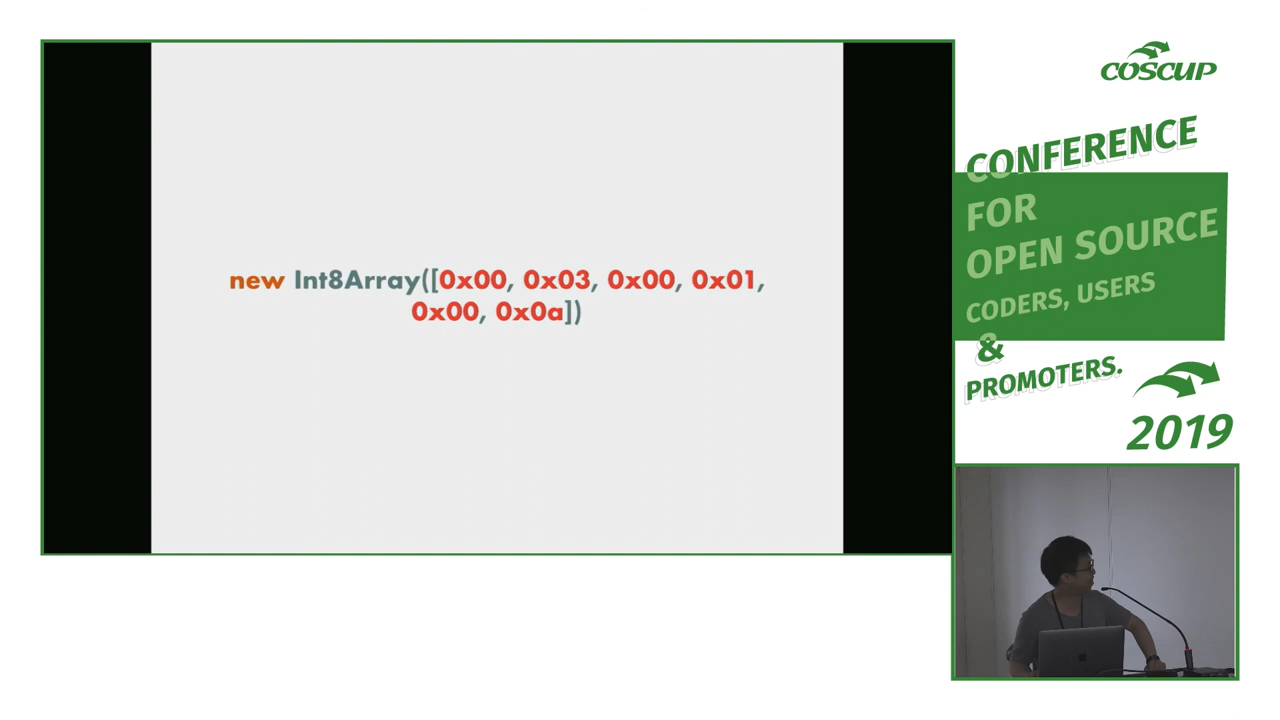 new Int8Array([0x00, 0x03, 0x00, 0x01,
0x00, 0x0a])
COSCUP
CONFERENCE
FOR
OPEN SOURCE
CODERS, USERS
&
PROMOTERS.
2019